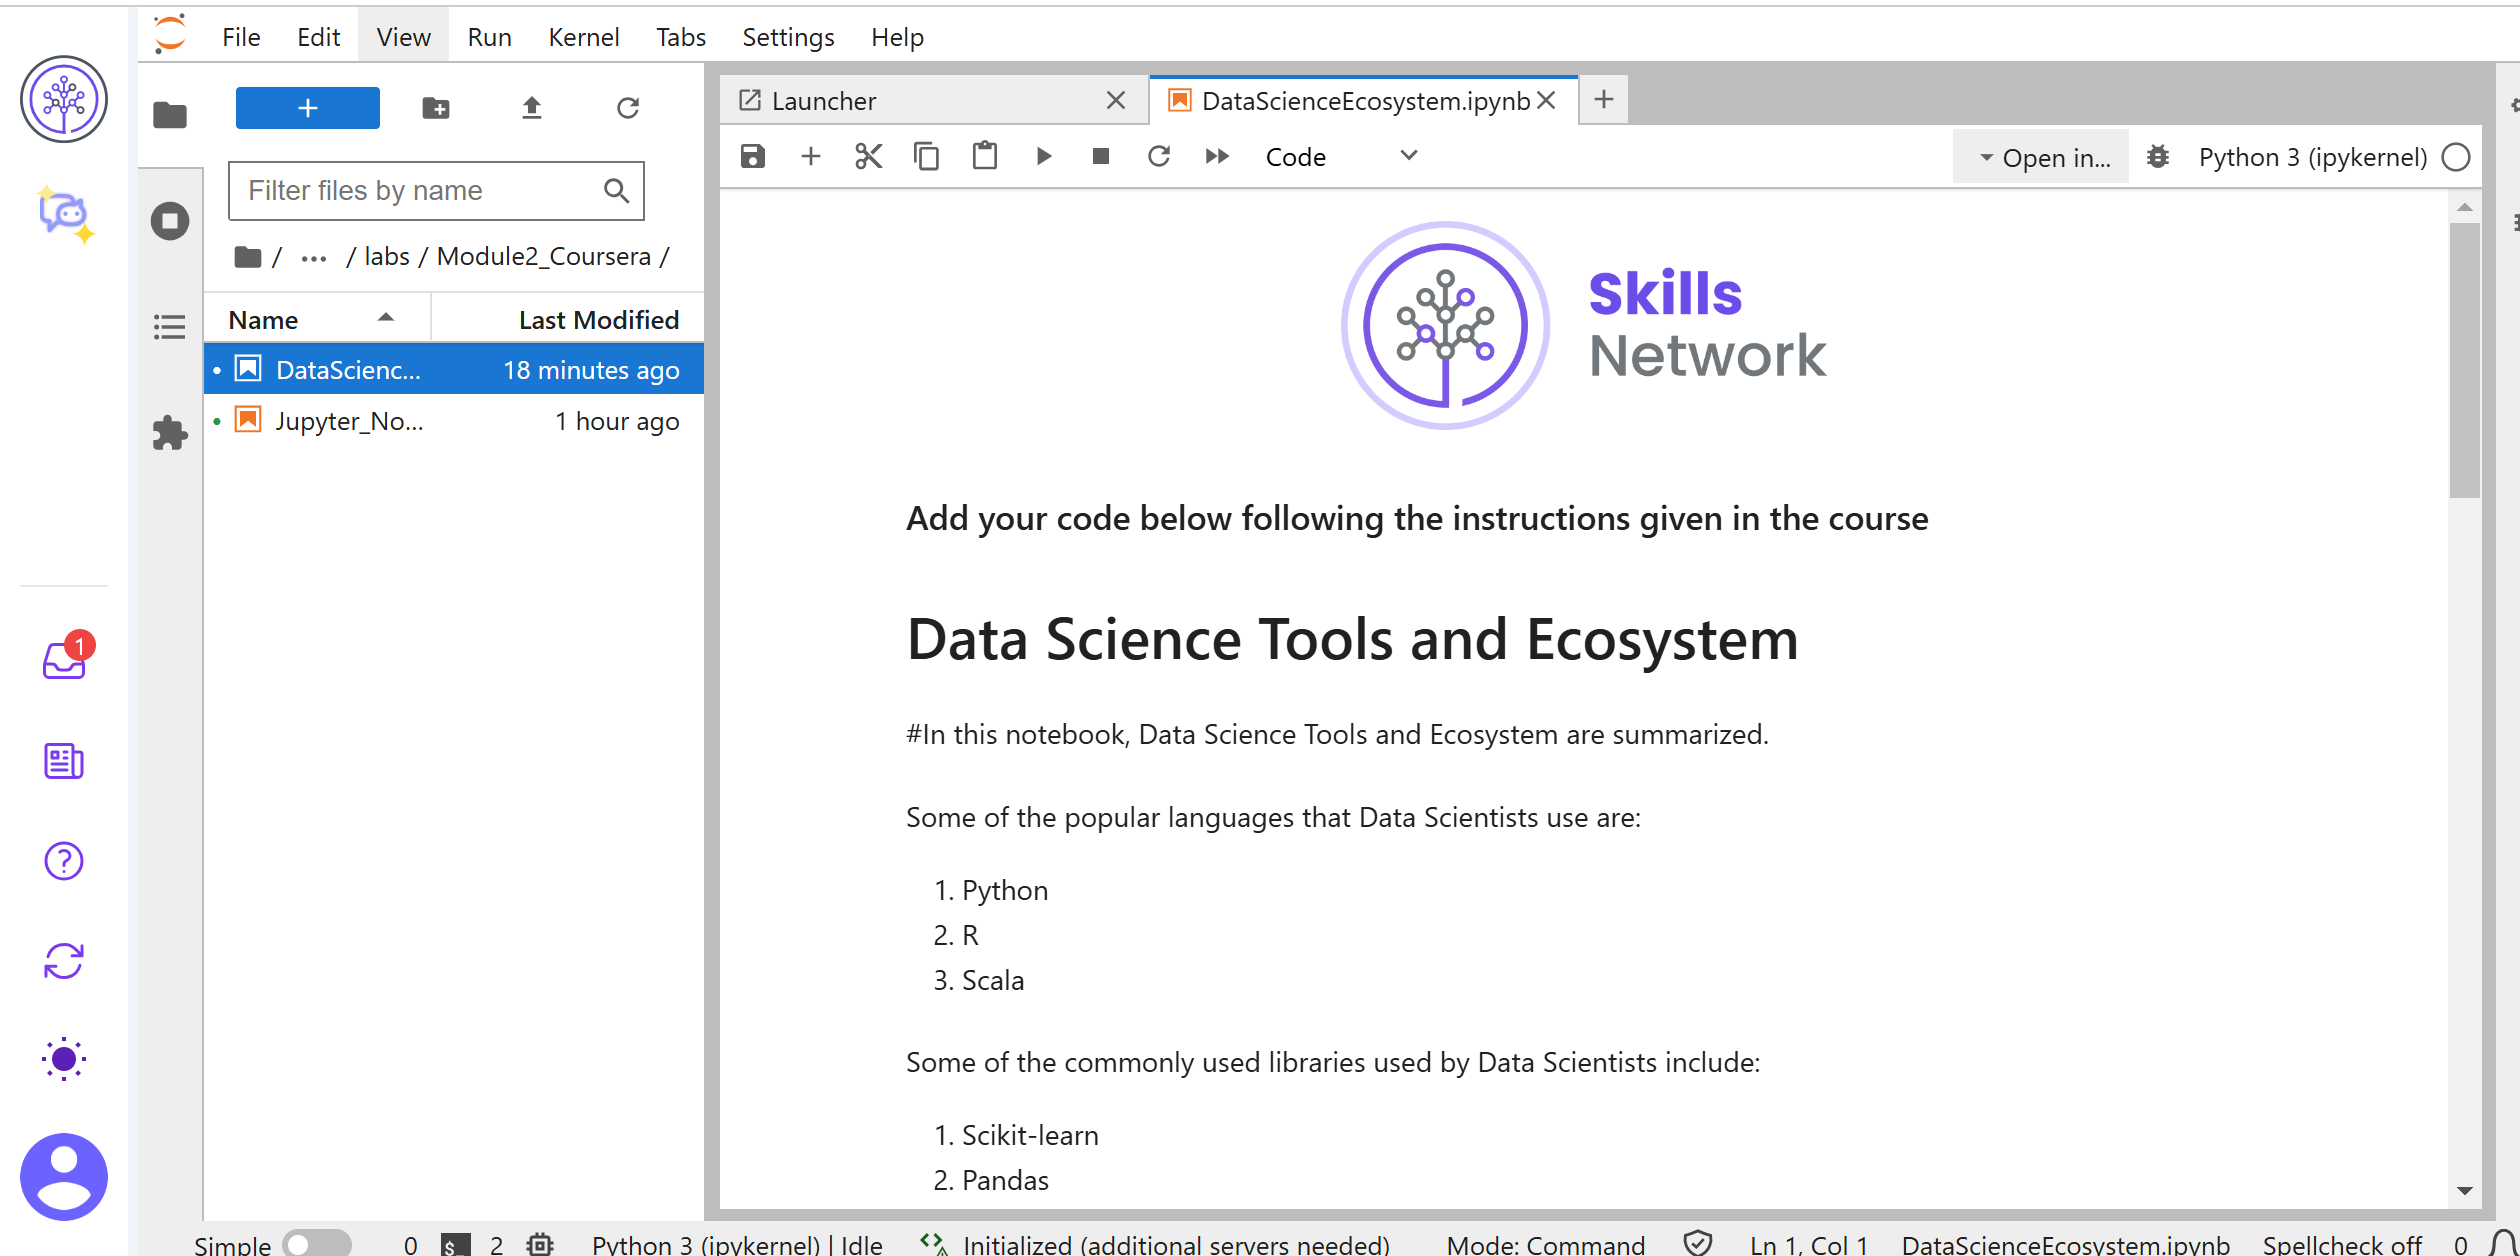 File Edit View Run Kernel Tabs Settings Help
Launcher
DataScienceEcosystem.ipynb
Code
Open in...
Python 3 (ipykernel)
Filter files by name
/ ... / labs / Module2_Coursera /
Name Last Modified
DataScienc... 18 minutes ago
Jupyter_No... 1 hour ago
1
Skills
Network
Add your code below following the instructions given in the course
Data Science Tools and Ecosystem
#In this notebook, Data Science Tools and Ecosystem are summarized.
Some of the popular languages that Data Scientists use are:
1. Python
2. R
3. Scala
Some of the commonly used libraries used by Data Scientists include:
1. Scikit-learn
2. Pandas
Simple 0 $_ 2 Python 3 (ipykernel) | Idle Initialized (additional servers needed) Mode: Command Ln 1, Col 1 DataScienceEcosystem.ipynb Spellcheck off 0